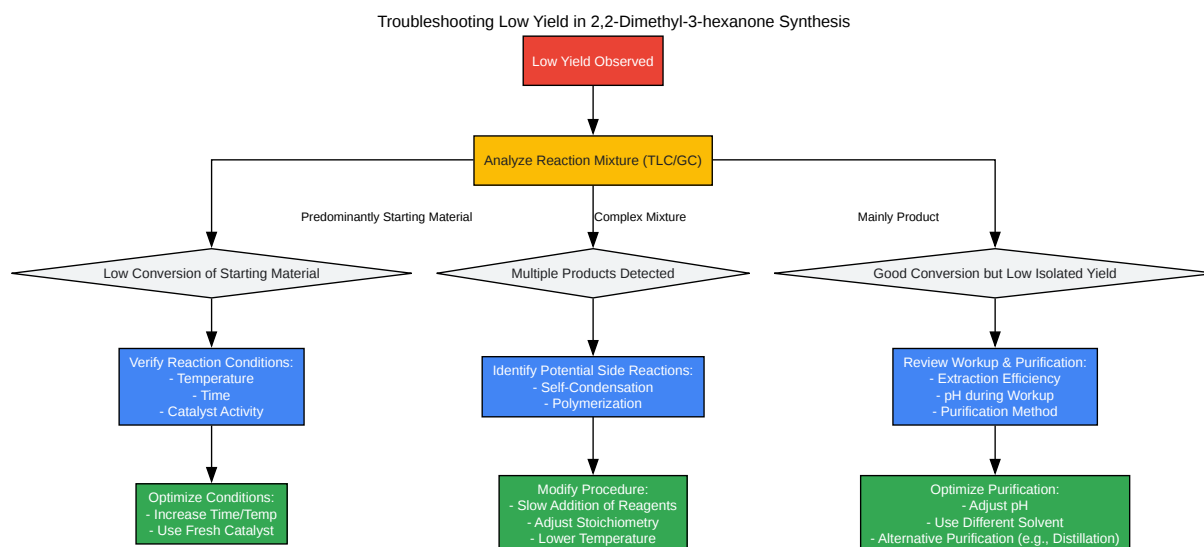 Troubleshooting Low Yield in 2,2-Dimethyl-3-hexanone Synthesis
Low Yield Observed
Analyze Reaction Mixture (TLC/GC)
Predominantly Starting Material
Complex Mixture
Mainly Product
Low Conversion of Starting Material
Multiple Products Detected
Good Conversion but Low Isolated Yield
Verify Reaction Conditions:
- Temperature
- Time
- Catalyst Activity
Identify Potential Side Reactions:
- Self-Condensation
- Polymerization
Review Workup & Purification:
- Extraction Efficiency
- pH during Workup
- Purification Method
Optimize Conditions:
- Increase Time/Temp
- Use Fresh Catalyst
Modify Procedure:
- Slow Addition of Reagents
- Adjust Stoichiometry
- Lower Temperature
Optimize Purification:
- Adjust pH
- Use Different Solvent
- Alternative Purification (e.g., Distillation)